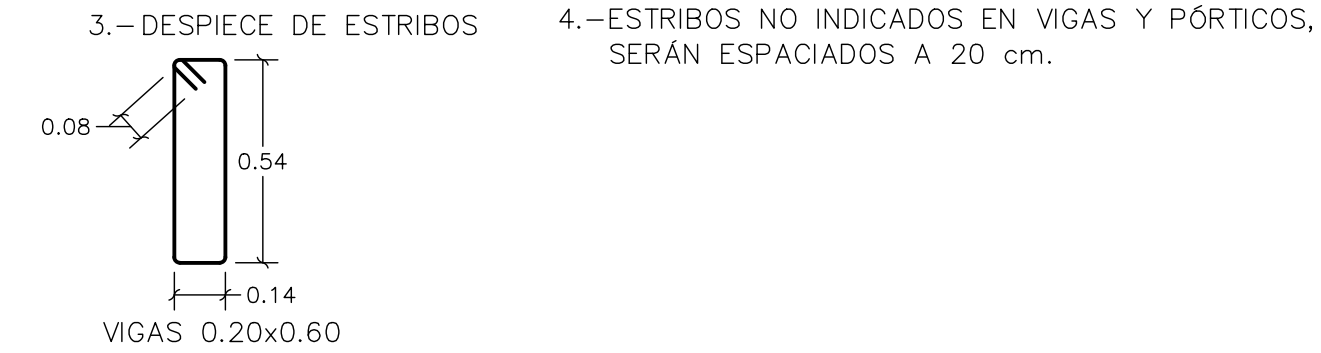 3.-DESPIECE DE ESTRIBOS
0.08
0.54
0.14
VIGAS 0.20x0.60
4.-ESTRIBOS NO INDICADOS EN VIGAS Y PÓRTICOS,
SERÁN ESPACIADOS A 20 cm.